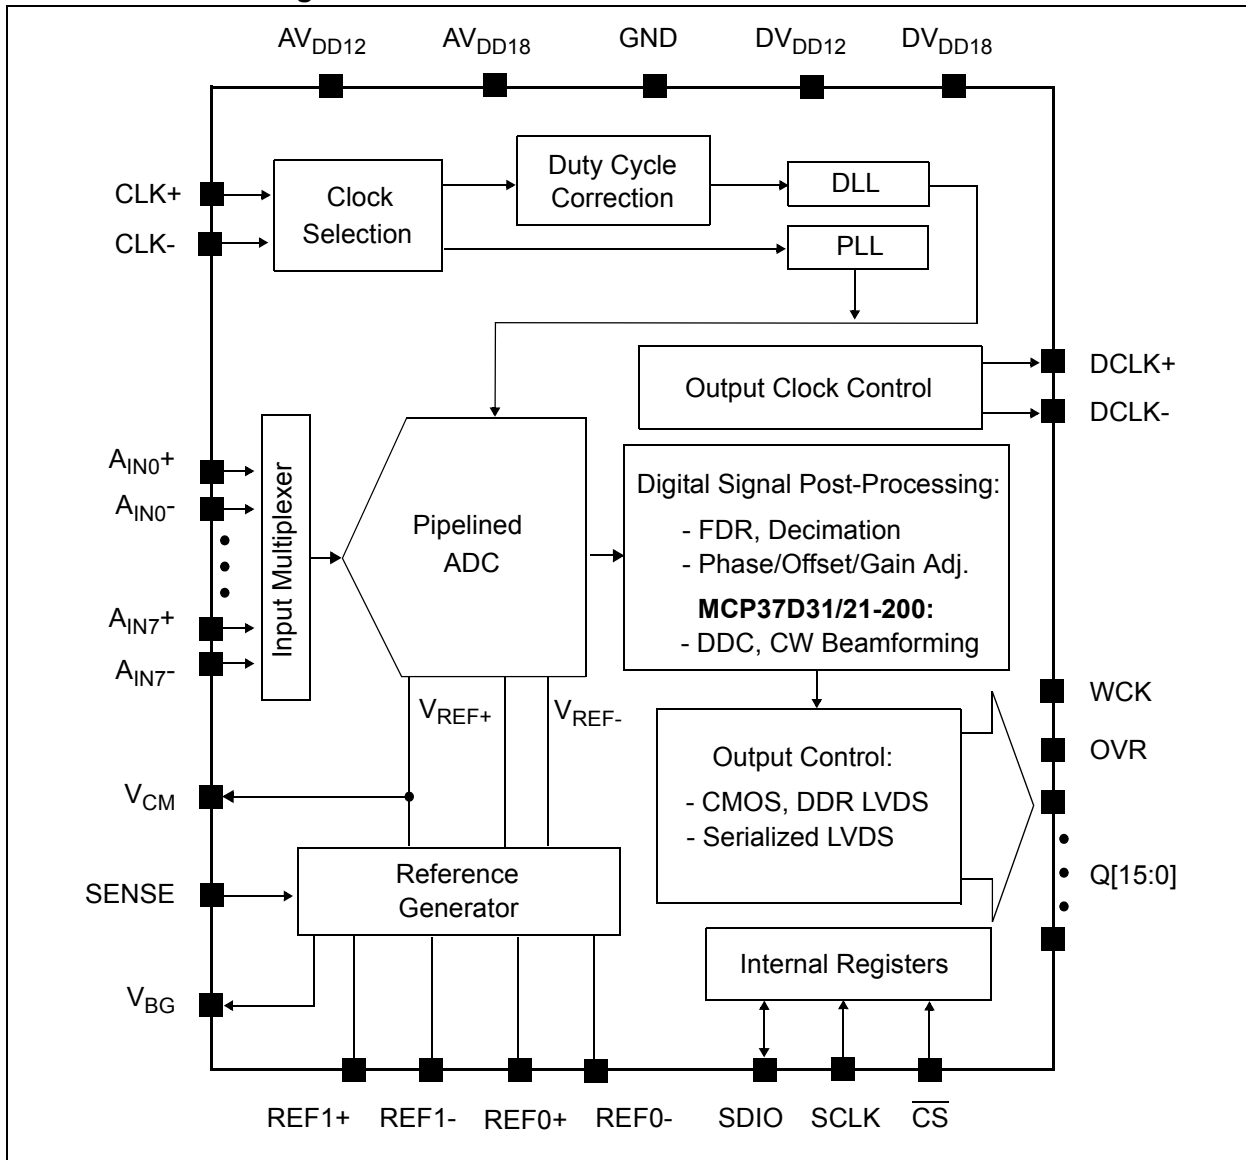 AVDD12 AVDD18 GND DVDD12 DVDD18
CLK+
CLK-
Clock
Selection
Duty Cycle
Correction
DLL
PLL
Output Clock Control
DCLK+
DCLK-
AIN0+
AIN0-
AIN7+
AIN7-
Input Multiplexer
Pipelined
ADC
Digital Signal Post-Processing:
- FDR, Decimation
- Phase/Offset/Gain Adj.
MCP37D31/21-200:
- DDC, CW Beamforming
VREF+
VREF-
VCM
SENSE
VBG
Reference
Generator
Output Control:
- CMOS, DDR LVDS
- Serialized LVDS
WCK
OVR
Q[15:0]
Internal Registers
REF1+ REF1- REF0+ REF0- SDIO SCLK CS